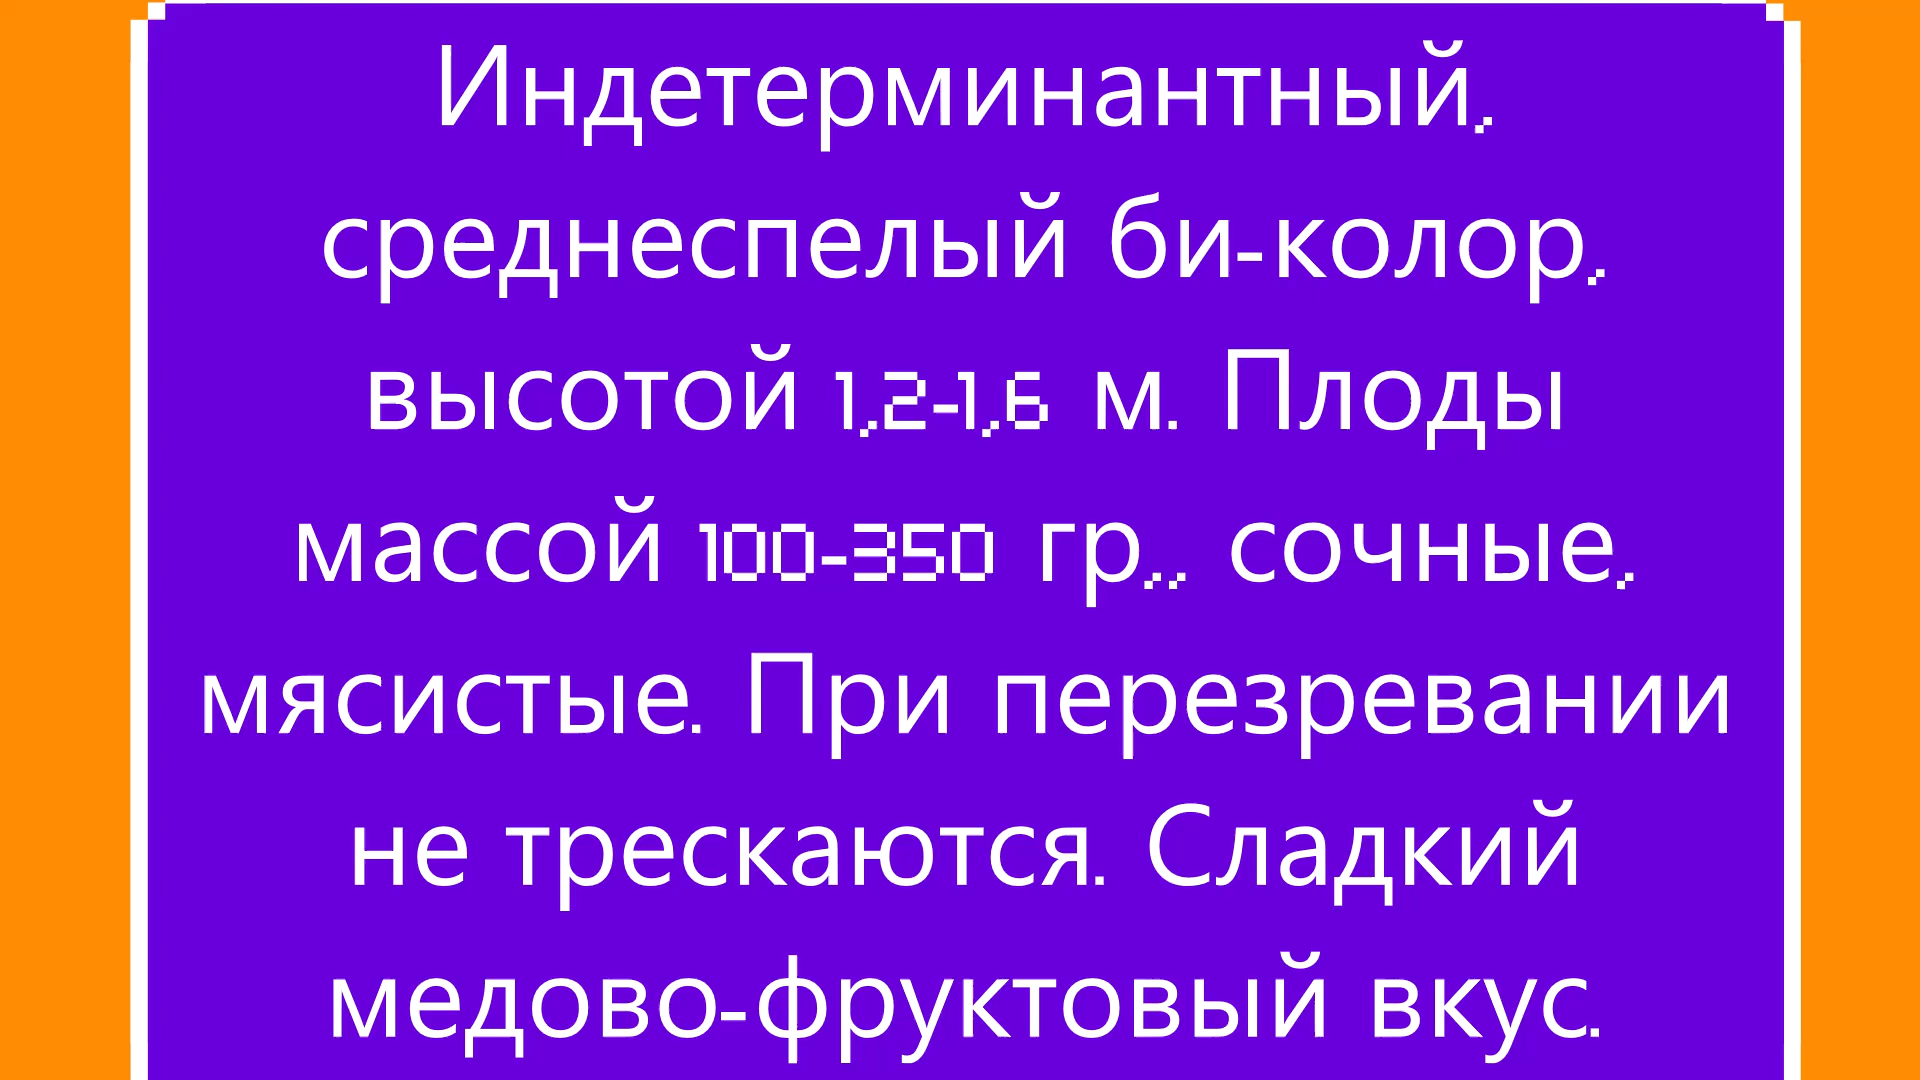 Индетерминантный,
среднеспелый би-колор,
высотой 1,2-1,6 м. Плоды
массой 100-350 гр,, сочные,
мясистые. При перезревании
не трескаются. Сладкий
медово-фруктовый вкус.